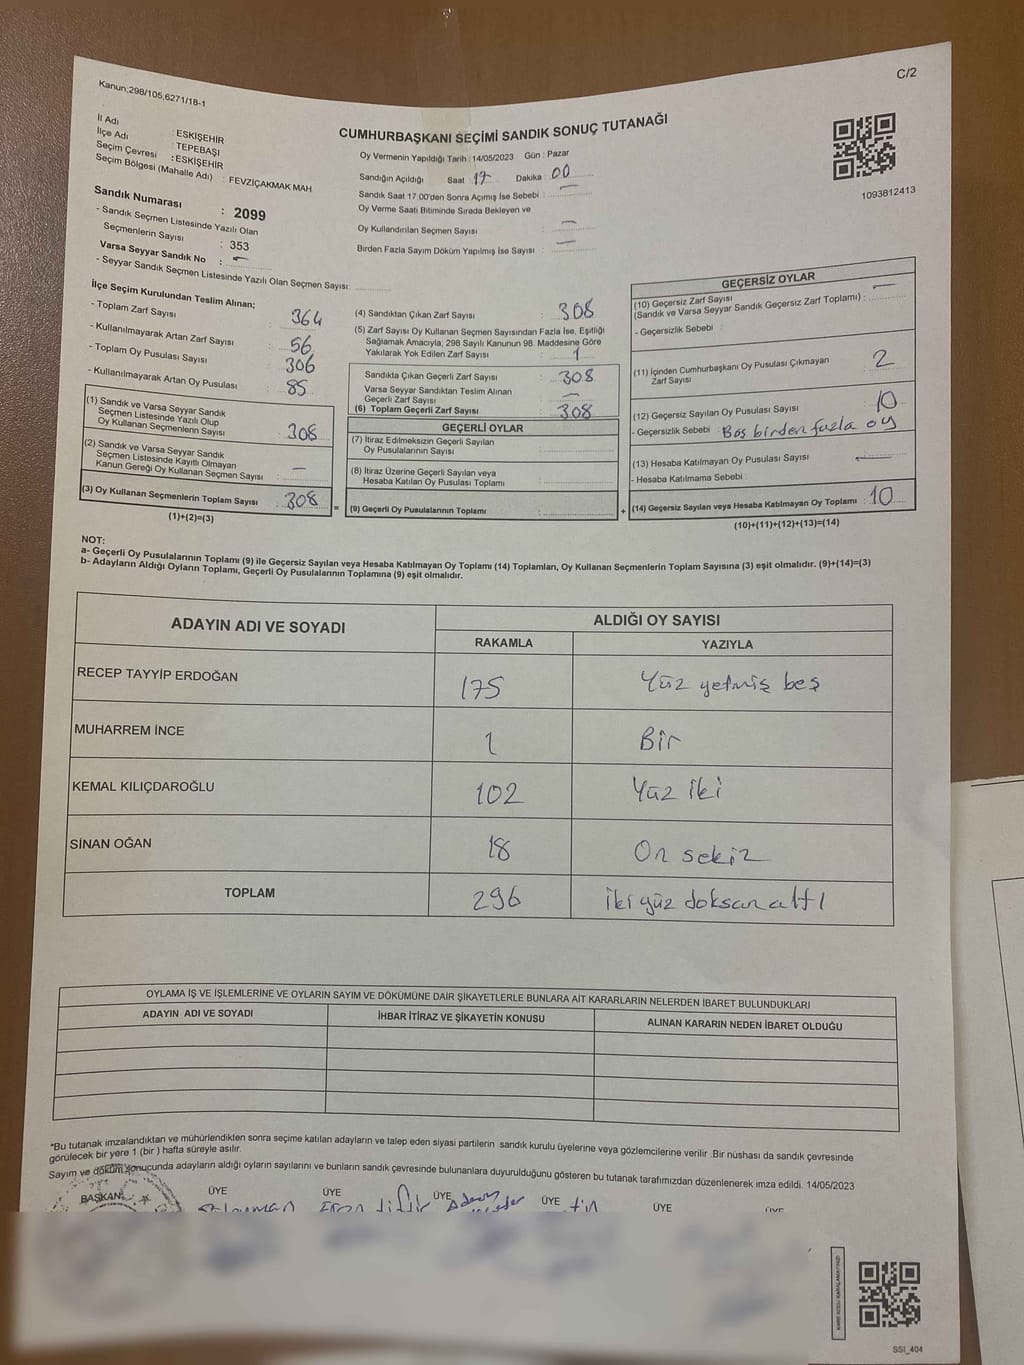 C/2
Kanun;298/105,6271/18-1
CUMHURBAŞKANI SEÇİMİ SANDIK SONUÇ TUTANAĞI
İl Adı : ESKİŞEHİR
İlçe Adı : TEPEBAŞI
Seçim Çevresi : ESKİŞEHİR
Seçim Bölgesi (Mahalle Adı) : FEVZİÇAKMAK MAH
Oy Vermenin Yapıldığı Tarih : 14/05/2023 Gün : Pazar
Sandığın Açıldığı Saat : 17 Dakika : 00
Sandık Saat 17:00'den Sonra Açımış İse Sebebi : —
Oy Verme Saati Bitiminde Sırada Bekleyen ve
Oy Kullandırılan Seçmen Sayısı : —
Birden Fazla Sayım Döküm Yapılmış İse Sayısı : —
1093812413
Sandık Numarası : 2099
- Sandık Seçmen Listesinde Yazılı Olan
Seçmenlerin Sayısı : 353
Varsa Seyyar Sandık No : —
- Seyyar Sandık Seçmen Listesinde Yazılı Olan Seçmen Sayısı:
İlçe Seçim Kurulundan Teslim Alınan;
- Toplam Zarf Sayısı : 364
- Kullanılmayarak Artan Zarf Sayısı : 56
- Toplam Oy Pusulası Sayısı : 306
- Kullanılmayarak Artan Oy Pusulası : 85
(1) Sandık ve Varsa Seyyar Sandık
Seçmen Listesinde Yazılı Olup
Oy Kullanan Seçmenlerin Sayısı : 308
(2) Sandık ve Varsa Seyyar Sandık
Seçmen Listesinde Kayıtlı Olmayan
Kanun Gereği Oy Kullanan Seçmen Sayısı : —
(3) Oy Kullanan Seçmenlerin Toplam Sayısı : 308
(1)+(2)=(3)
(4) Sandıktan Çıkan Zarf Sayısı : 308
(5) Zarf Sayısı Oy Kullanan Seçmen Sayısından Fazla İse, Eşitliği
Sağlamak Amacıyla; 298 Sayılı Kanunun 98. Maddesine Göre
Yakılarak Yok Edilen Zarf Sayısı : 1
Sandıkta Çıkan Geçerli Zarf Sayısı : 308
Varsa Seyyar Sandıktan Teslim Alınan
Geçerli Zarf Sayısı : —
(6) Toplam Geçerli Zarf Sayısı : 308
GEÇERLİ OYLAR
(7) İtiraz Edilmeksizin Geçerli Sayılan
Oy Pusulalarının Sayısı :
(8) İtiraz Üzerine Geçerli Sayılan veya
Hesaba Katılan Oy Pusulası Toplamı :
= (9) Geçerli Oy Pusulalarının Toplamı :
GEÇERSİZ OYLAR
(10) Geçersiz Zarf Sayısı
(Sandık ve Varsa Seyyar Sandık Geçersiz Zarf Toplamı) : —
- Geçersizlik Sebebi :
(11) İçinden Cumhurbaşkanı Oy Pusulası Çıkmayan
Zarf Sayısı : 2
(12) Geçersiz Sayılan Oy Pusulası Sayısı : 10
- Geçersizlik Sebebi : Boş birden fazla oy
(13) Hesaba Katılmayan Oy Pusulası Sayısı : —
- Hesaba Katılmama Sebebi :
+ (14) Geçersiz Sayılan veya Hesaba Katılmayan Oy Toplamı : 10
(10)+(11)+(12)+(13)=(14)
NOT:
a- Geçerli Oy Pusulalarının Toplamı (9) ile Geçersiz Sayılan veya Hesaba Katılmayan Oy Toplamı (14) Toplamları, Oy Kullanan Seçmenlerin Toplam Sayısına (3) eşit olmalıdır. (9)+(14)=(3)
b- Adayların Aldığı Oyların Toplamı, Geçerli Oy Pusulalarının Toplamına (9) eşit olmalıdır.
ADAYIN ADI VE SOYADI ALDIĞI OY SAYISI
RAKAMLA YAZIYLA
RECEP TAYYİP ERDOĞAN 175 Yüz yetmiş beş
MUHARREM İNCE 1 Bir
KEMAL KILIÇDAROĞLU 102 Yüz iki
SİNAN OĞAN 18 On sekiz
TOPLAM 296 iki yüz doksan altı
OYLAMA İŞ VE İŞLEMLERİNE VE OYLARIN SAYIM VE DÖKÜMÜNE DAİR ŞİKAYETLERLE BUNLARA AİT KARARLARIN NELERDEN İBARET BULUNDUKLARI
ADAYIN ADI VE SOYADI İHBAR İTİRAZ VE ŞİKAYETİN KONUSU ALINAN KARARIN NEDEN İBARET OLDUĞU
*Bu tutanak imzalandıktan ve mühürlendikten sonra seçime katılan adayların ve talep eden siyasi partilerin sandık kurulu üyelerine veya gözlemcilerine verilir .Bir nüshası da sandık çevresinde
görülecek bir yere 1 (bir ) hafta süreyle asılır.
Sayım ve döküm sonucunda adayların aldığı oyların sayılarını ve bunların sandık çevresinde bulunanlara duyurulduğunu gösteren bu tutanak tarafımızdan düzenlenerek imza edildi. 14/05/2023
BAŞKAN ÜYE ÜYE ÜYE ÜYE ÜYE ÜYE
SSI_404